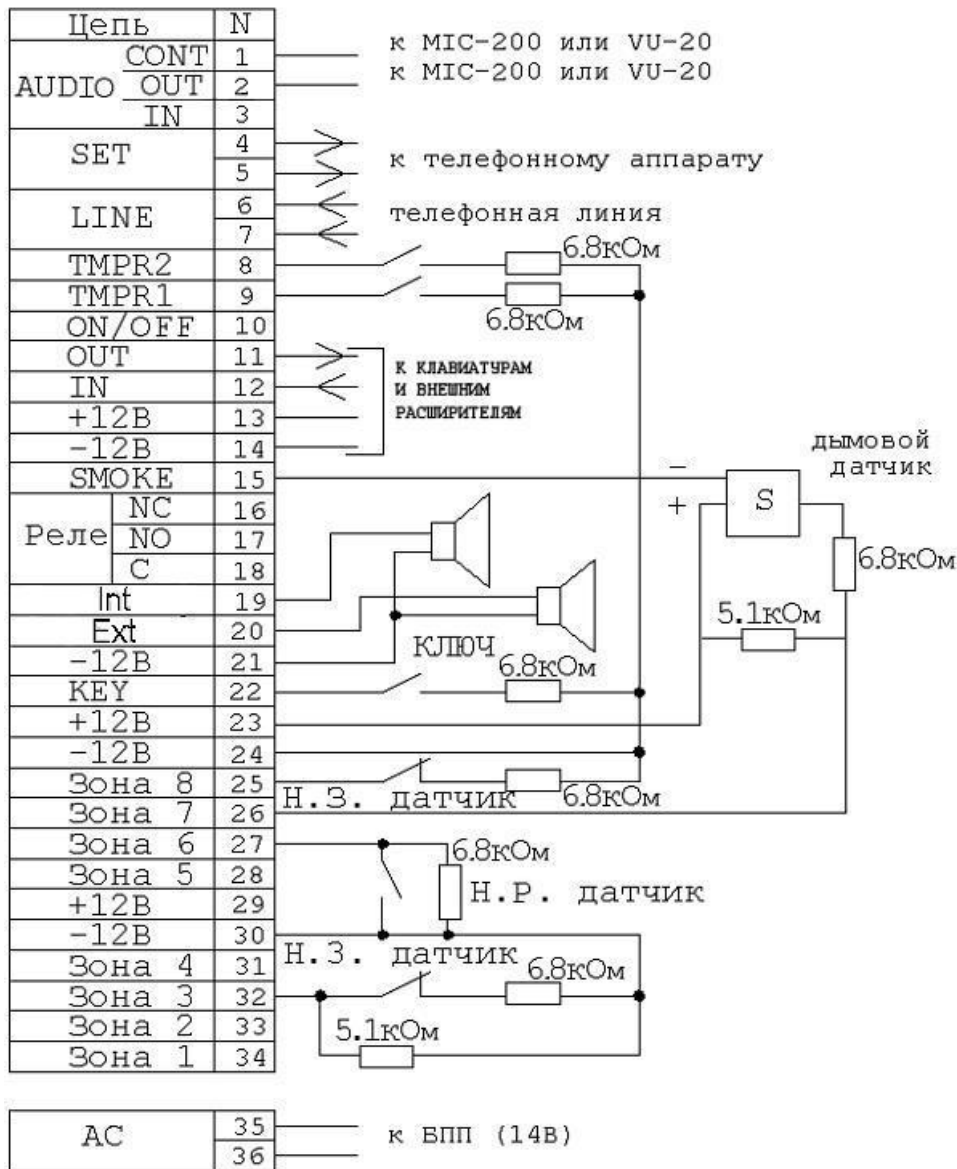 Цепь N
CONT 1 к MIC-200 или VU-20
AUDIO OUT 2 к MIC-200 или VU-20
IN 3
SET 4
5 к телефонному аппарату
LINE 6 телефонная линия
7
TMPR2 8 6.8кОм
TMPR1 9 6.8кОм
ON/OFF 10
OUT 11 К КЛАВИАТУРАМ
IN 12 И ВНЕШНИМ
+12В 13 РАСШИРИТЕЛЯМ
-12В 14 дымовой
датчик
SMOKE 15 -
+ S
NC 16
Реле NO 17 6.8кОм
C 18
Int 19
Ext 20 5.1кОм
-12В 21 КЛЮЧ 6.8кОм
KEY 22
+12В 23
-12В 24
Зона 8 25 Н.З. датчик 6.8кОм
Зона 7 26
Зона 6 27 6.8кОм
Зона 5 28 Н.Р. датчик
+12В 29
-12В 30
Зона 4 31 Н.З. датчик 6.8кОм
Зона 3 32
Зона 2 33 5.1кОм
Зона 1 34
AC 35 к БПП (14В)
36